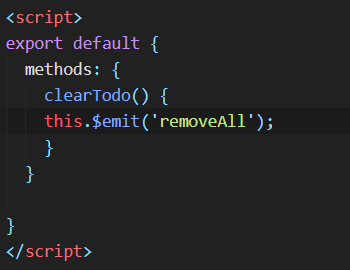 <script>
export default {
  methods: {
    clearTodo() {
    this.$emit('removeAll');
    }
  }

}
</script>